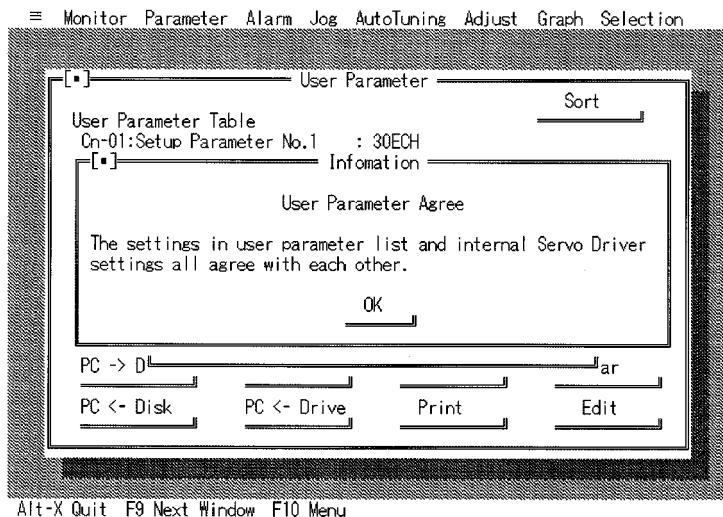 ≡ Monitor Parameter Alarm Jog AutoTuning Adjust Graph Selection
[▪] User Parameter
Sort
User Parameter Table
Cn-01:Setup Parameter No.1 : 30ECH
[▪] Infomation
User Parameter Agree
The settings in user parameter list and internal Servo Driver
settings all agree with each other.
OK
PC -> D ar
PC <- Disk PC <- Drive Print Edit
Alt-X Quit F9 Next Window F10 Menu